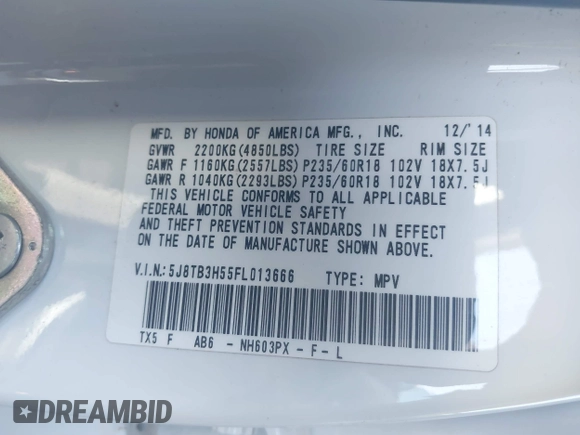 MFD. BY HONDA OF AMERICA MFG., INC. 12/'14
GVWR 2200KG(4850LBS) TIRE SIZE RIM SIZE
GAWR F 1160KG(2557LBS) P235/60R18 102V 18X7.5J
GAWR R 1040KG(2293LBS) P235/60R18 102V 18X7.5J
THIS VEHICLE CONFORMS TO ALL APPLICABLE
FEDERAL MOTOR VEHICLE SAFETY
AND THEFT PREVENTION STANDARDS IN EFFECT
ON THE DATE OF MANUFACTURE SHOWN ABOVE.
V.I.N.: 5J8TB3H55FL013666 TYPE: MPV
TX5 F AB6 - NH603PX - F - L
DREAMBID